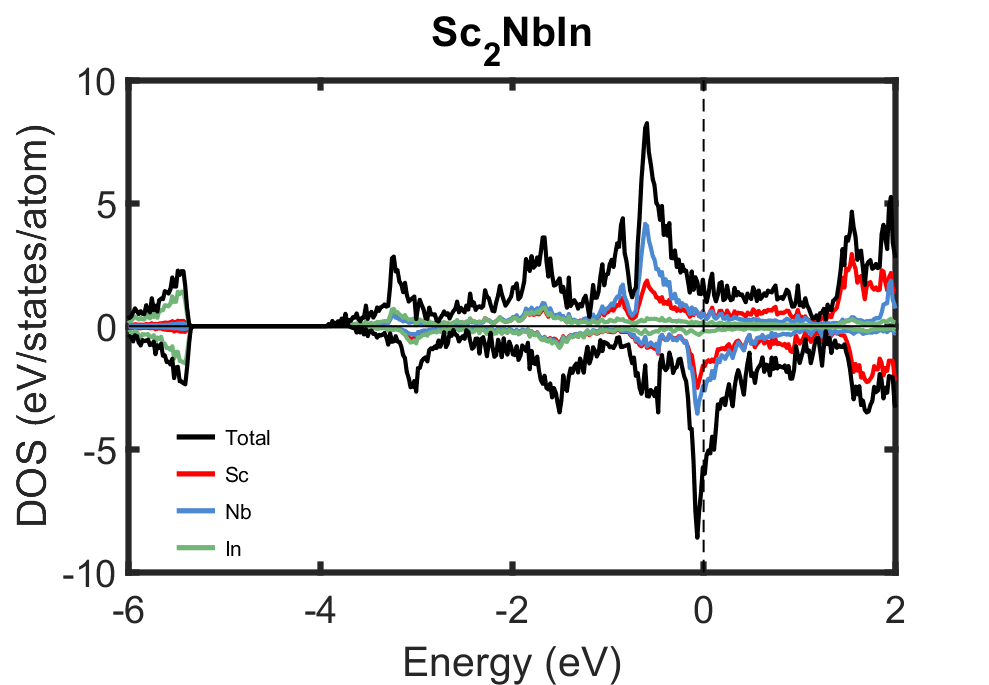 Sc2NbIn
10
5
0
-5
-10
DOS (eV/states/atom)
Total
Sc
Nb
In
-6 -4 -2 0 2
Energy (eV)